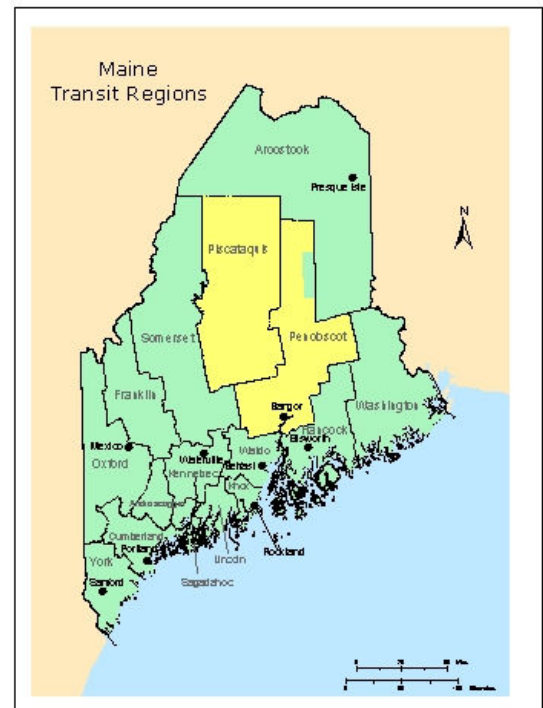 Maine
Transit Regions
Aroostook
Presque Isle
N
Piscataquis
Penobscot
Somerset
Franklin
Washington
Bangor
Hancock
Ellsworth
Mexico
Oxford
Waterville
Waldo
Kennebec
Belfast
Knox
Cumberland
Portland
Rockland
Lincoln
York
Sanford
Sagadahoc